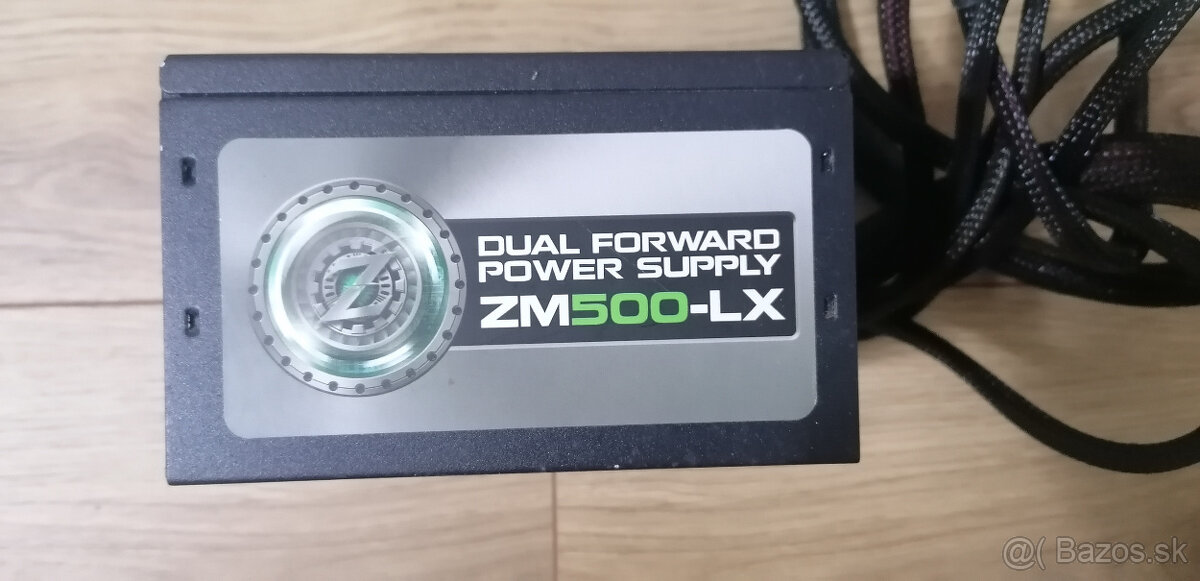 DUAL FORWARD
POWER SUPPLY
ZM500-LX
@( Bazos.sk